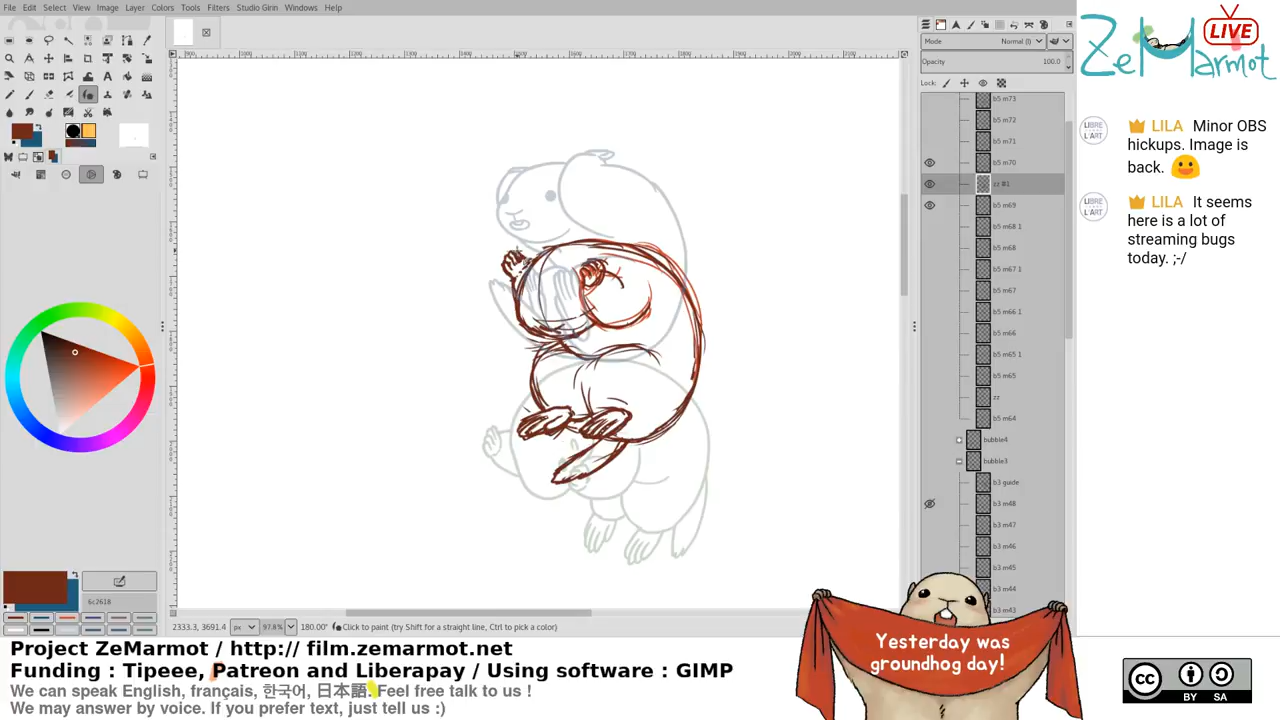 File Edit Select View Image Layer Colors Tools Filters Studio Girin Windows Help
Mode Normal (l)
Opacity 100.0
Lock:
b5 m73
b5 m72
b5 m71
b5 m70
zz #1
b5 m69
b5 m68 1
b5 m68
b5 m67 1
b5 m67
b5 m66 1
b5 m66
b5 m65 1
b5 m65
zz
b5 m64
bubble4
bubble3
b3 guide
b3 m48
b3 m47
b3 m46
b3 m45
b3 m44
b3 m43
6c2618
2333.3, 3691.4 px 97.8% 180.00° Click to paint (try Shift for a straight line, Ctrl to pick a color)
ZeMarmot
LIVE
LIBRE
L'ART
LILA Minor OBS
hickups. Image is
back.
LIBRE
L'ART
LILA It seems
here is a lot of
streaming bugs
today. ;-/
Yesterday was
groundhog day!
Project ZeMarmot / http:// film.zemarmot.net
Funding : Tipeee, Patreon and Liberapay / Using software : GIMP
We can speak English, français, 한국어, 日本語. Feel free talk to us !
We may answer by voice. If you prefer text, just tell us :)
cc
BY SA